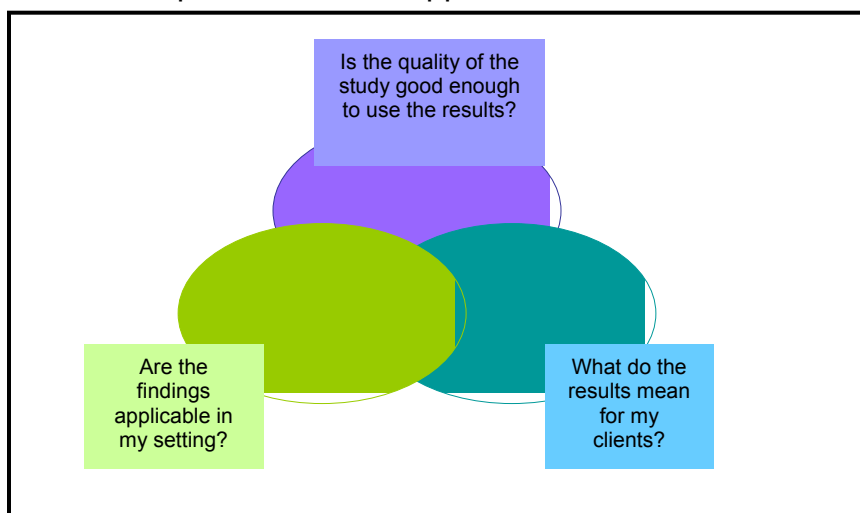 Is the quality of the
study good enough
to use the results?
Are the
findings
applicable in
my setting?
What do the
results mean
for my
clients?